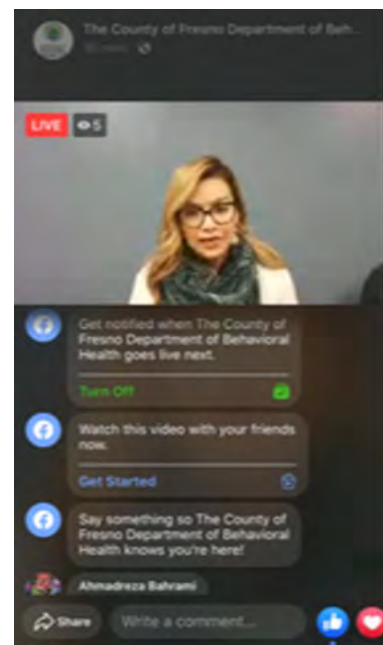 The County of Fresno Department of Beh...
LIVE 5
Get notified when The County of
Fresno Department of Behavioral
Health goes live next.
Turn Off
Watch this video with your friends
now.
Get Started
Say something so The County of
Fresno Department of Behavioral
Health knows you're here!
Ahmadreza Bahrami
Share Write a comment...